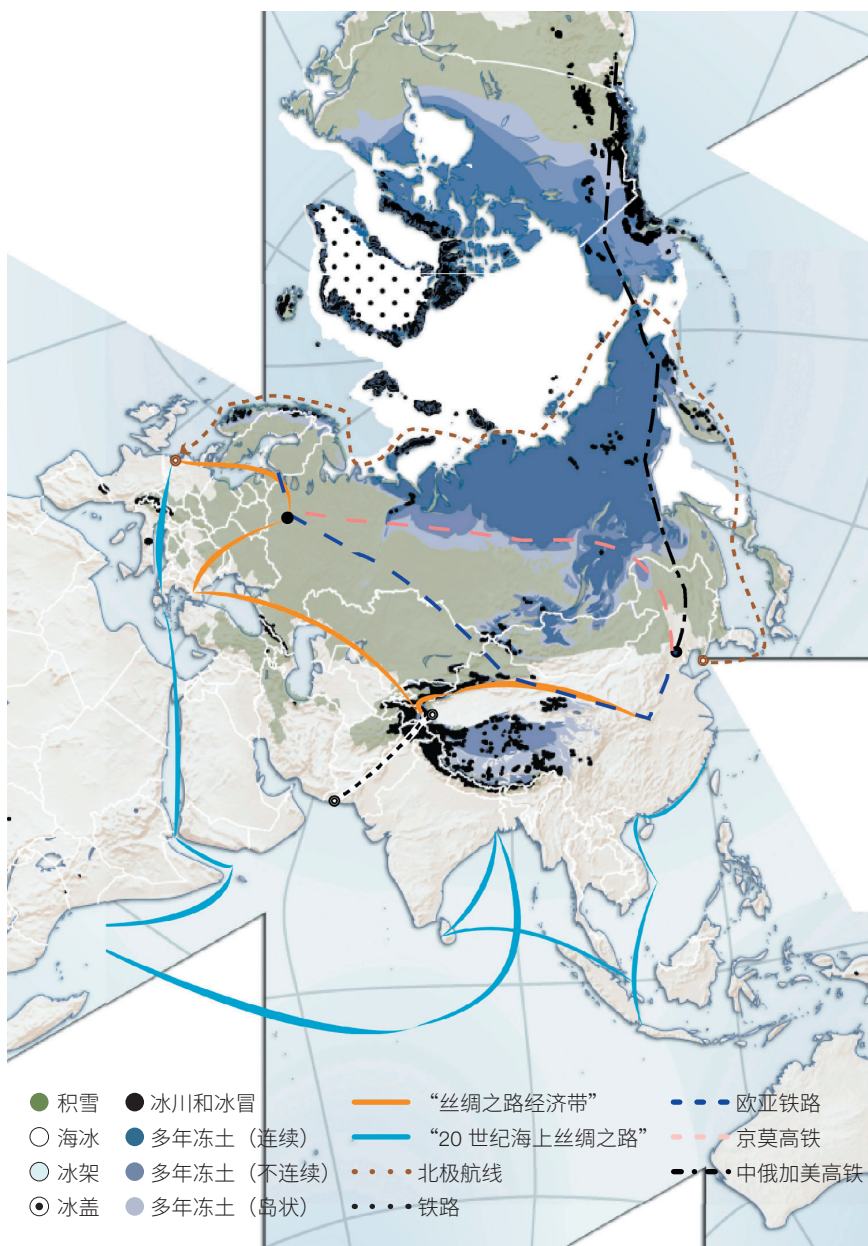 积雪 冰川和冰冒 “丝绸之路经济带” 欧亚铁路
海冰 多年冻土（连续） “20 世纪海上丝绸之路” 京莫高铁
冰架 多年冻土（不连续） 北极航线 中俄加美高铁
冰盖 多年冻土（岛状） 铁路